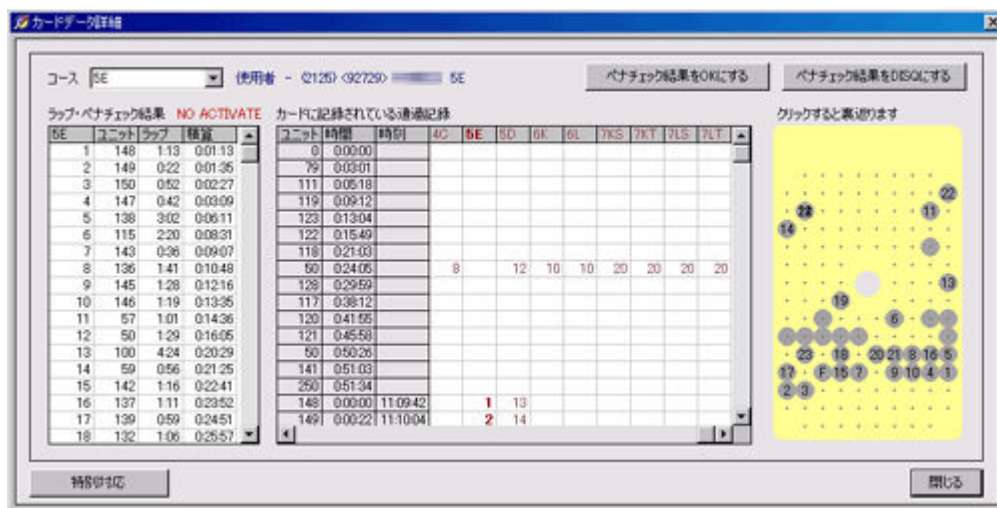 カードデータ詳細
コース 5E 使用者 - (2125) <92729> 5E ペナチェック結果をOKにする ペナチェック結果をDISQにする
ラップ・ペナチェック結果 NO ACTIVATE カードに記録されている通過記録 クリックすると裏返ります
5E ユニット ラップ 積算
1 148 1:13 0:01:13
2 149 0:22 0:01:35
3 150 0:52 0:02:27
4 147 0:42 0:03:09
5 138 3:02 0:06:11
6 115 2:20 0:08:31
7 143 0:36 0:09:07
8 136 1:41 0:10:48
9 145 1:28 0:12:16
10 146 1:19 0:13:35
11 57 1:01 0:14:36
12 50 1:29 0:16:05
13 100 4:24 0:20:29
14 59 0:56 0:21:25
15 142 1:16 0:22:41
16 137 1:11 0:23:52
17 139 0:59 0:24:51
18 132 1:06 0:25:57
ユニット 時間 時刻 4C 5E 5D 6K 6L 7KS 7KT 7LS 7LT
0 0:00:00
79 0:03:01
111 0:05:18
119 0:09:12
123 0:13:04
122 0:15:49
118 0:21:03
50 0:24:05 8 12 10 10 20 20 20 20
128 0:29:59
117 0:38:12
120 0:41:55
121 0:45:58
50 0:50:26
141 0:51:03
250 0:51:34
148 0:00:00 11:09:42 1 13
149 0:00:22 11:10:04 2 14
22
22 11
14
13
19
6
23 18 20 21 8 16 5
17 F 15 7 9 10 4 1
2 3
特別対応 閉じる